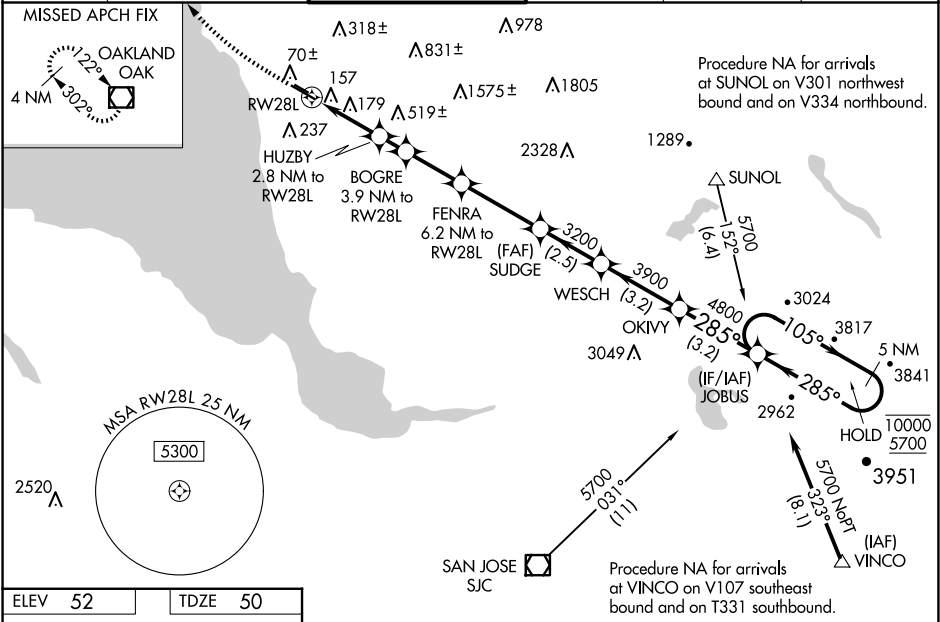 MISSED APCH FIX
OAKLAND
OAK
122°
302°
4 NM
318±
978
831±
70±
157
1575±
1805
RW28L
179
519±
237
2328
1289
Procedure NA for arrivals
at SUNOL on V301 northwest
bound and on V334 northbound.
HUZBY
2.8 NM to
RW28L
BOGRE
3.9 NM to
RW28L
FENRA
6.2 NM to
RW28L
SUNOL
5700
152°
(6.4)
(FAF)
SUDGE
3200
(2.5)
WESCH
3900
(3.2)
OKIVY
4800
285°
(3.2)
3049
(IF/IAF)
JOBUS
3024
105°
3817
5 NM
3841
285°
2962
HOLD
10000
5700
3951
MSA RW28L 25 NM
5300
2520
5700
031°
(11)
5700 NoPT
323°
(8.1)
(IAF)
VINCO
SAN JOSE
SJC
Procedure NA for arrivals
at VINCO on V107 southeast
bound and on T331 southbound.
ELEV 52
TDZE 50